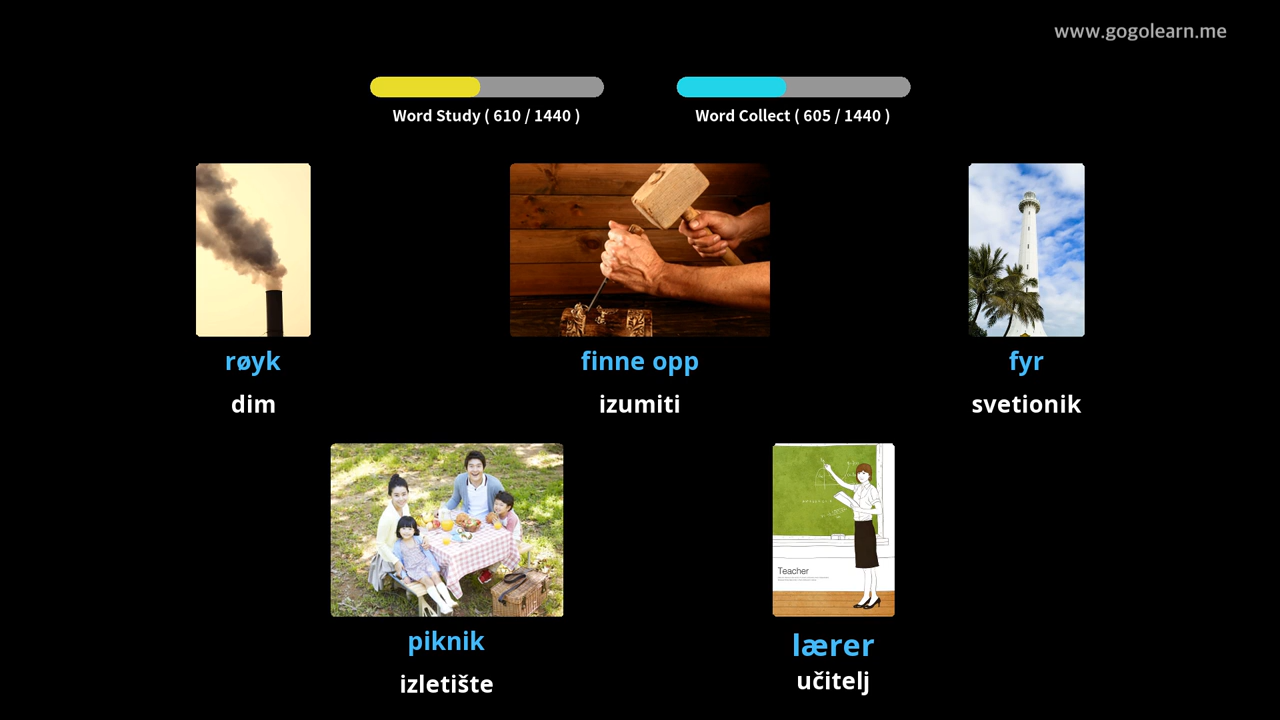 www.gogolearn.me
Word Study ( 610 / 1440 )
Word Collect ( 605 / 1440 )
røyk
finne opp
fyr
dim
izumiti
svetionik
Teacher
piknik
lærer
izletište
učitelj